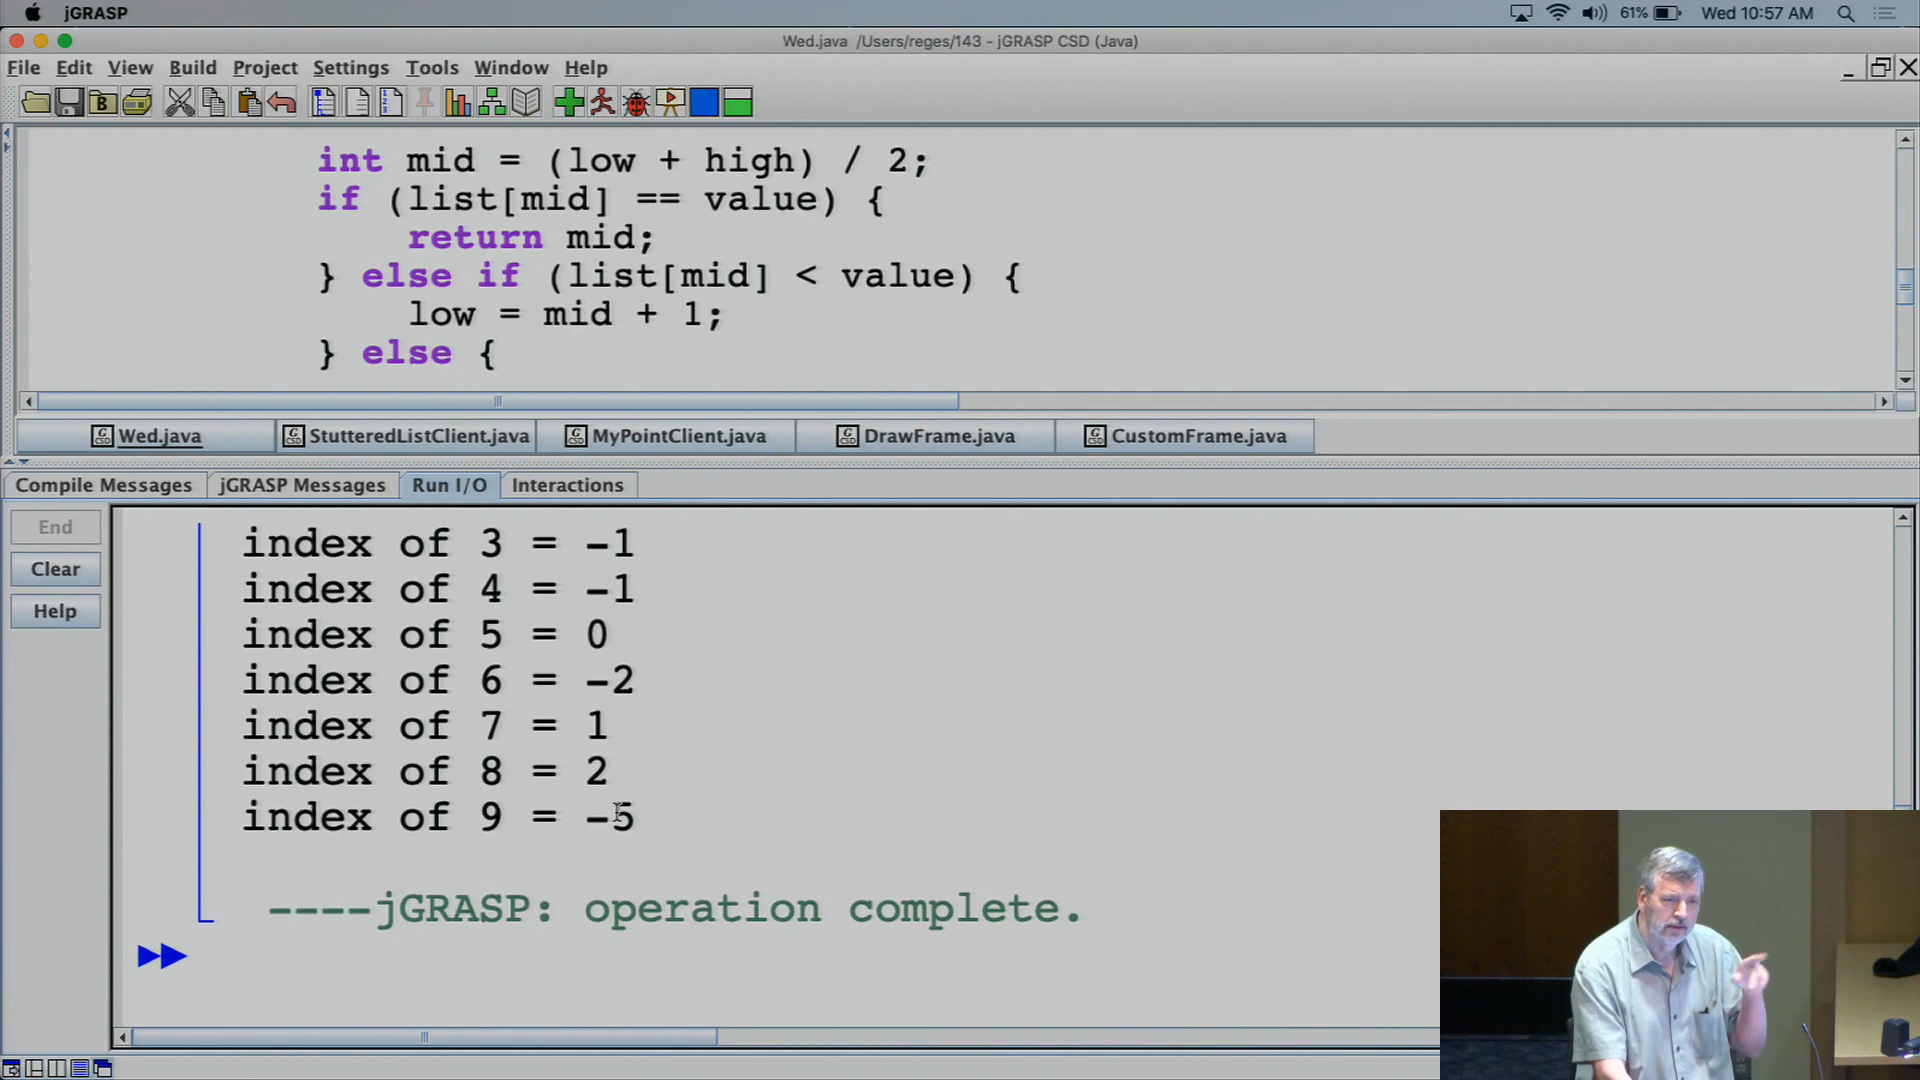 jGRASP
61%
Wed 10:57 AM
Wed.java /Users/reges/143 - jGRASP CSD (Java)
File Edit View Build Project Settings Tools Window Help
int mid = (low + high) / 2;
if (list[mid] == value) {
return mid;
} else if (list[mid] < value) {
low = mid + 1;
} else {
Wed.java StutteredListClient.java MyPointClient.java DrawFrame.java CustomFrame.java
Compile Messages jGRASP Messages Run I/O Interactions
End
Clear
Help
index of 3 = -1
index of 4 = -1
index of 5 = 0
index of 6 = -2
index of 7 = 1
index of 8 = 2
index of 9 = -5
----jGRASP: operation complete.